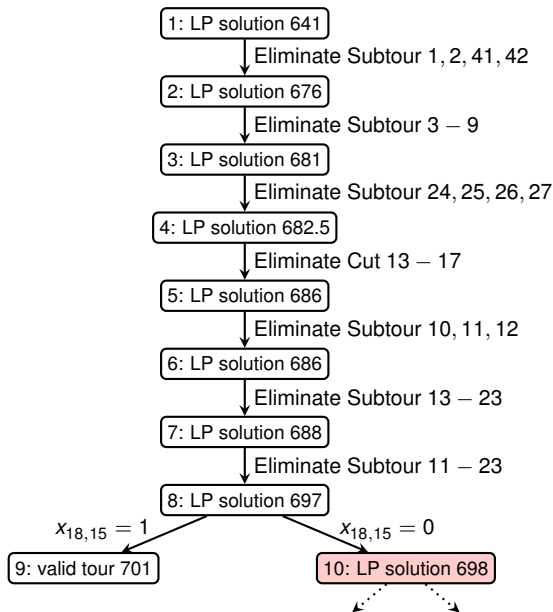 1: LP solution 641
Eliminate Subtour 1, 2, 41, 42
2: LP solution 676
Eliminate Subtour 3 − 9
3: LP solution 681
Eliminate Subtour 24, 25, 26, 27
4: LP solution 682.5
Eliminate Cut 13 − 17
5: LP solution 686
Eliminate Subtour 10, 11, 12
6: LP solution 686
Eliminate Subtour 13 − 23
7: LP solution 688
Eliminate Subtour 11 − 23
8: LP solution 697
x18,15 = 1 x18,15 = 0
9: valid tour 701 10: LP solution 698